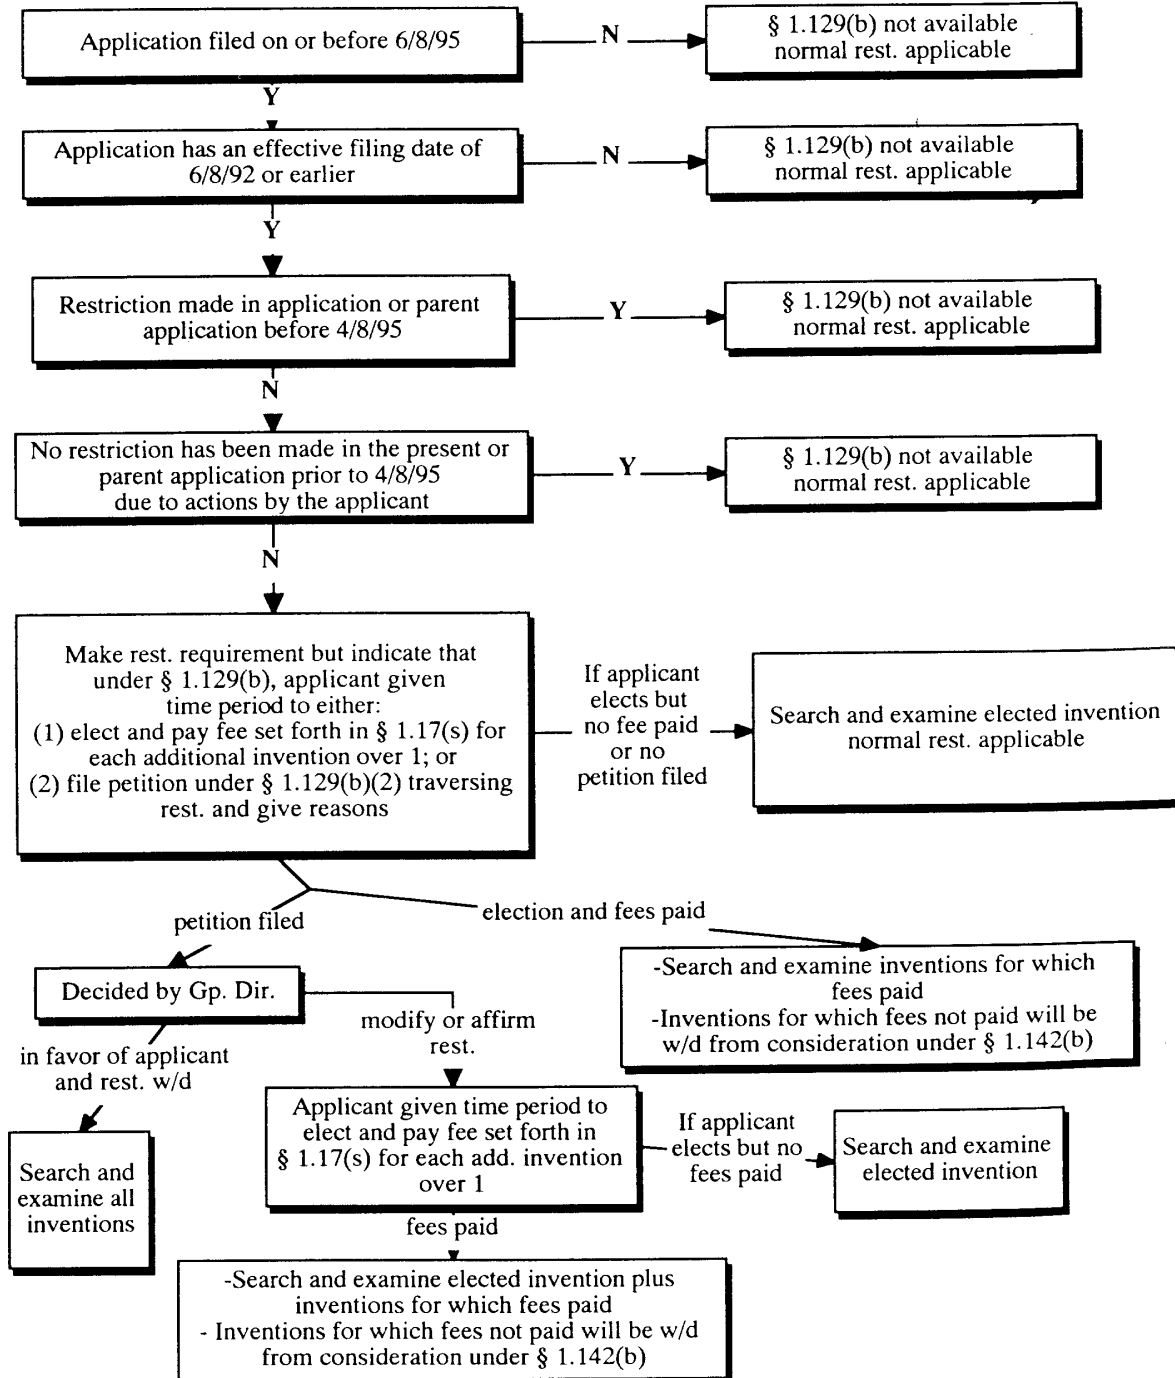 Application filed on or before 6/8/95
N
§ 1.129(b) not available
normal rest. applicable
Y
Application has an effective filing date of
6/8/92 or earlier
N
§ 1.129(b) not available
normal rest. applicable
Y
Restriction made in application or parent
application before 4/8/95
Y
§ 1.129(b) not available
normal rest. applicable
N
No restriction has been made in the present or
parent application prior to 4/8/95
due to actions by the applicant
Y
§ 1.129(b) not available
normal rest. applicable
N
Make rest. requirement but indicate that
under § 1.129(b), applicant given
time period to either:
(1) elect and pay fee set forth in § 1.17(s) for
each additional invention over 1; or
(2) file petition under § 1.129(b)(2) traversing
rest. and give reasons
If applicant
elects but
no fee paid
or no
petition filed
Search and examine elected invention
normal rest. applicable
petition filed
election and fees paid
-Search and examine inventions for which
fees paid
-Inventions for which fees not paid will be
w/d from consideration under § 1.142(b)
Decided by Gp. Dir.
modify or affirm
rest.
in favor of applicant
and rest. w/d
Search and
examine all
inventions
Applicant given time period to
elect and pay fee set forth in
§ 1.17(s) for each add. invention
over 1
If applicant
elects but no
fees paid
Search and examine
elected invention
fees paid
-Search and examine elected invention plus
inventions for which fees paid
- Inventions for which fees not paid will be w/d
from consideration under § 1.142(b)